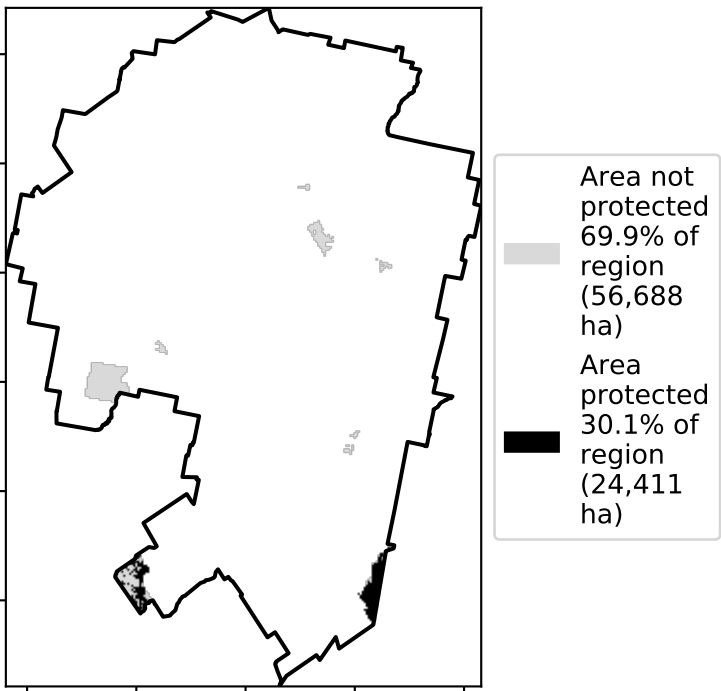 Area not
protected
69.9% of
region
(56,688
ha)
Area
protected
30.1% of
region
(24,411
ha)